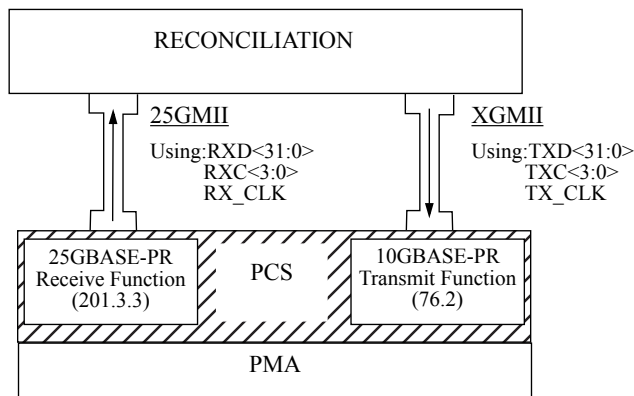 RECONCILIATION
25GMII
Using:RXD<31:0>
RXC<3:0>
RX_CLK
XGMII
Using:TXD<31:0>
TXC<3:0>
TX_CLK
25GBASE-PR
Receive Function
(201.3.3)
PCS
10GBASE-PR
Transmit Function
(76.2)
PMA